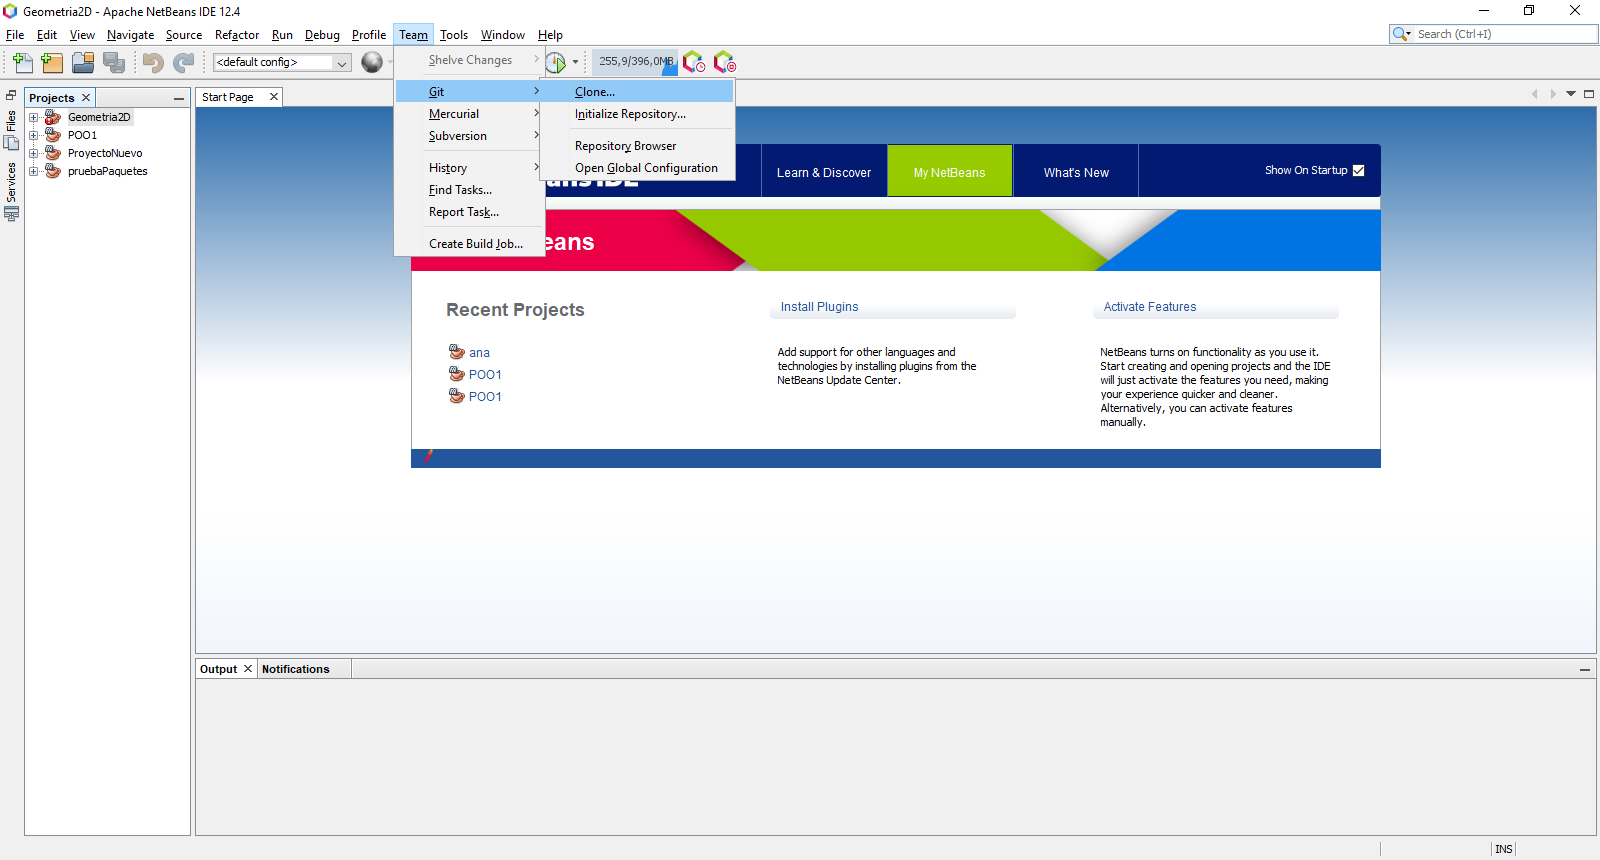 Geometria2D - Apache NetBeans IDE 12.4
File Edit View Navigate Source Refactor Run Debug Profile Team Tools Window Help
Search (Ctrl+I)
<default config>
255,9/396,0MB
Shelve Changes
Git
Mercurial
Subversion
History
Find Tasks...
Report Task...
Create Build Job...
Clone...
Initialize Repository...
Repository Browser
Open Global Configuration
Files
Services
Projects
Geometria2D
POO1
ProyectoNuevo
pruebaPaquetes
Start Page
IDE
Learn & Discover
My NetBeans
What's New
Show On Startup
eans
Recent Projects
ana
POO1
POO1
Install Plugins
Add support for other languages and
technologies by installing plugins from the
NetBeans Update Center.
Activate Features
NetBeans turns on functionality as you use it.
Start creating and opening projects and the IDE
will just activate the features you need, making
your experience quicker and cleaner.
Alternatively, you can activate features
manually.
Output
Notifications
INS